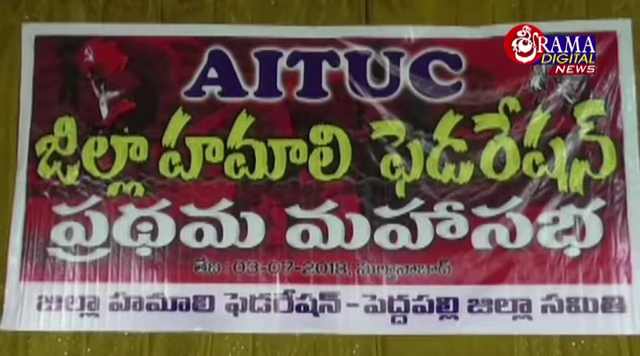 శ్రీRAMA
DIGITAL
NEWS
AITUC
జిల్లా హమాలి ఫెడరేషన్
ప్రథమ మహాసభ
తేది: 03-07-2018, సుల్తానాబాద్
జిల్లా హమాలి ఫెడరేషన్ - పెద్దపల్లి జిల్లా సమితి